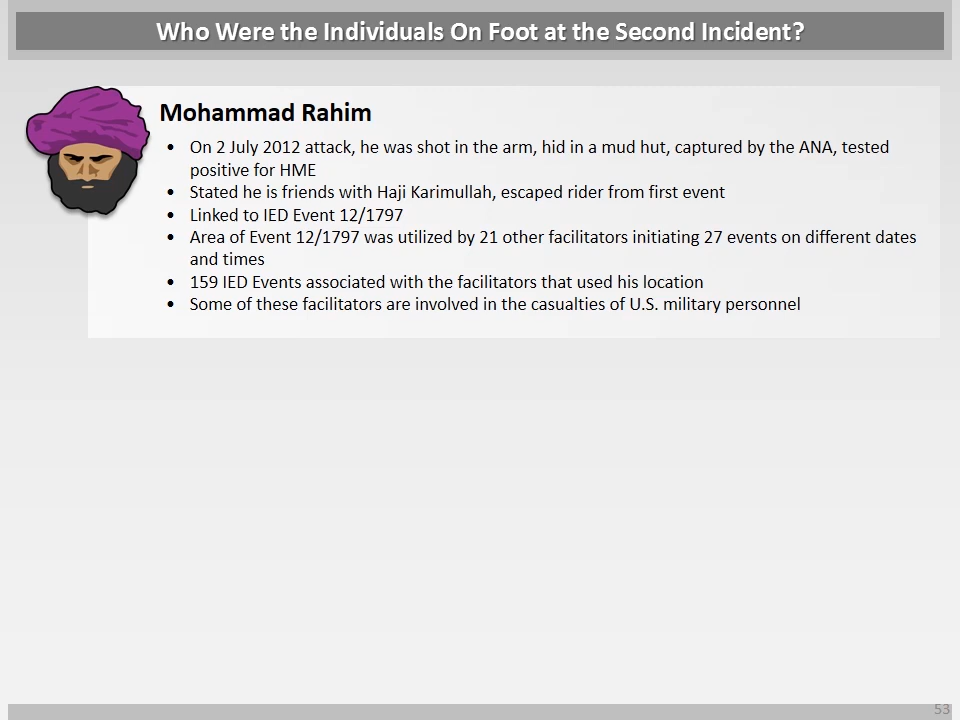 Who Were the Individuals On Foot at the Second Incident?
Mohammad Rahim
• On 2 July 2012 attack, he was shot in the arm, hid in a mud hut, captured by the ANA, tested
positive for HME
• Stated he is friends with Haji Karimullah, escaped rider from first event
• Linked to IED Event 12/1797
• Area of Event 12/1797 was utilized by 21 other facilitators initiating 27 events on different dates
and times
• 159 IED Events associated with the facilitators that used his location
• Some of these facilitators are involved in the casualties of U.S. military personnel
53